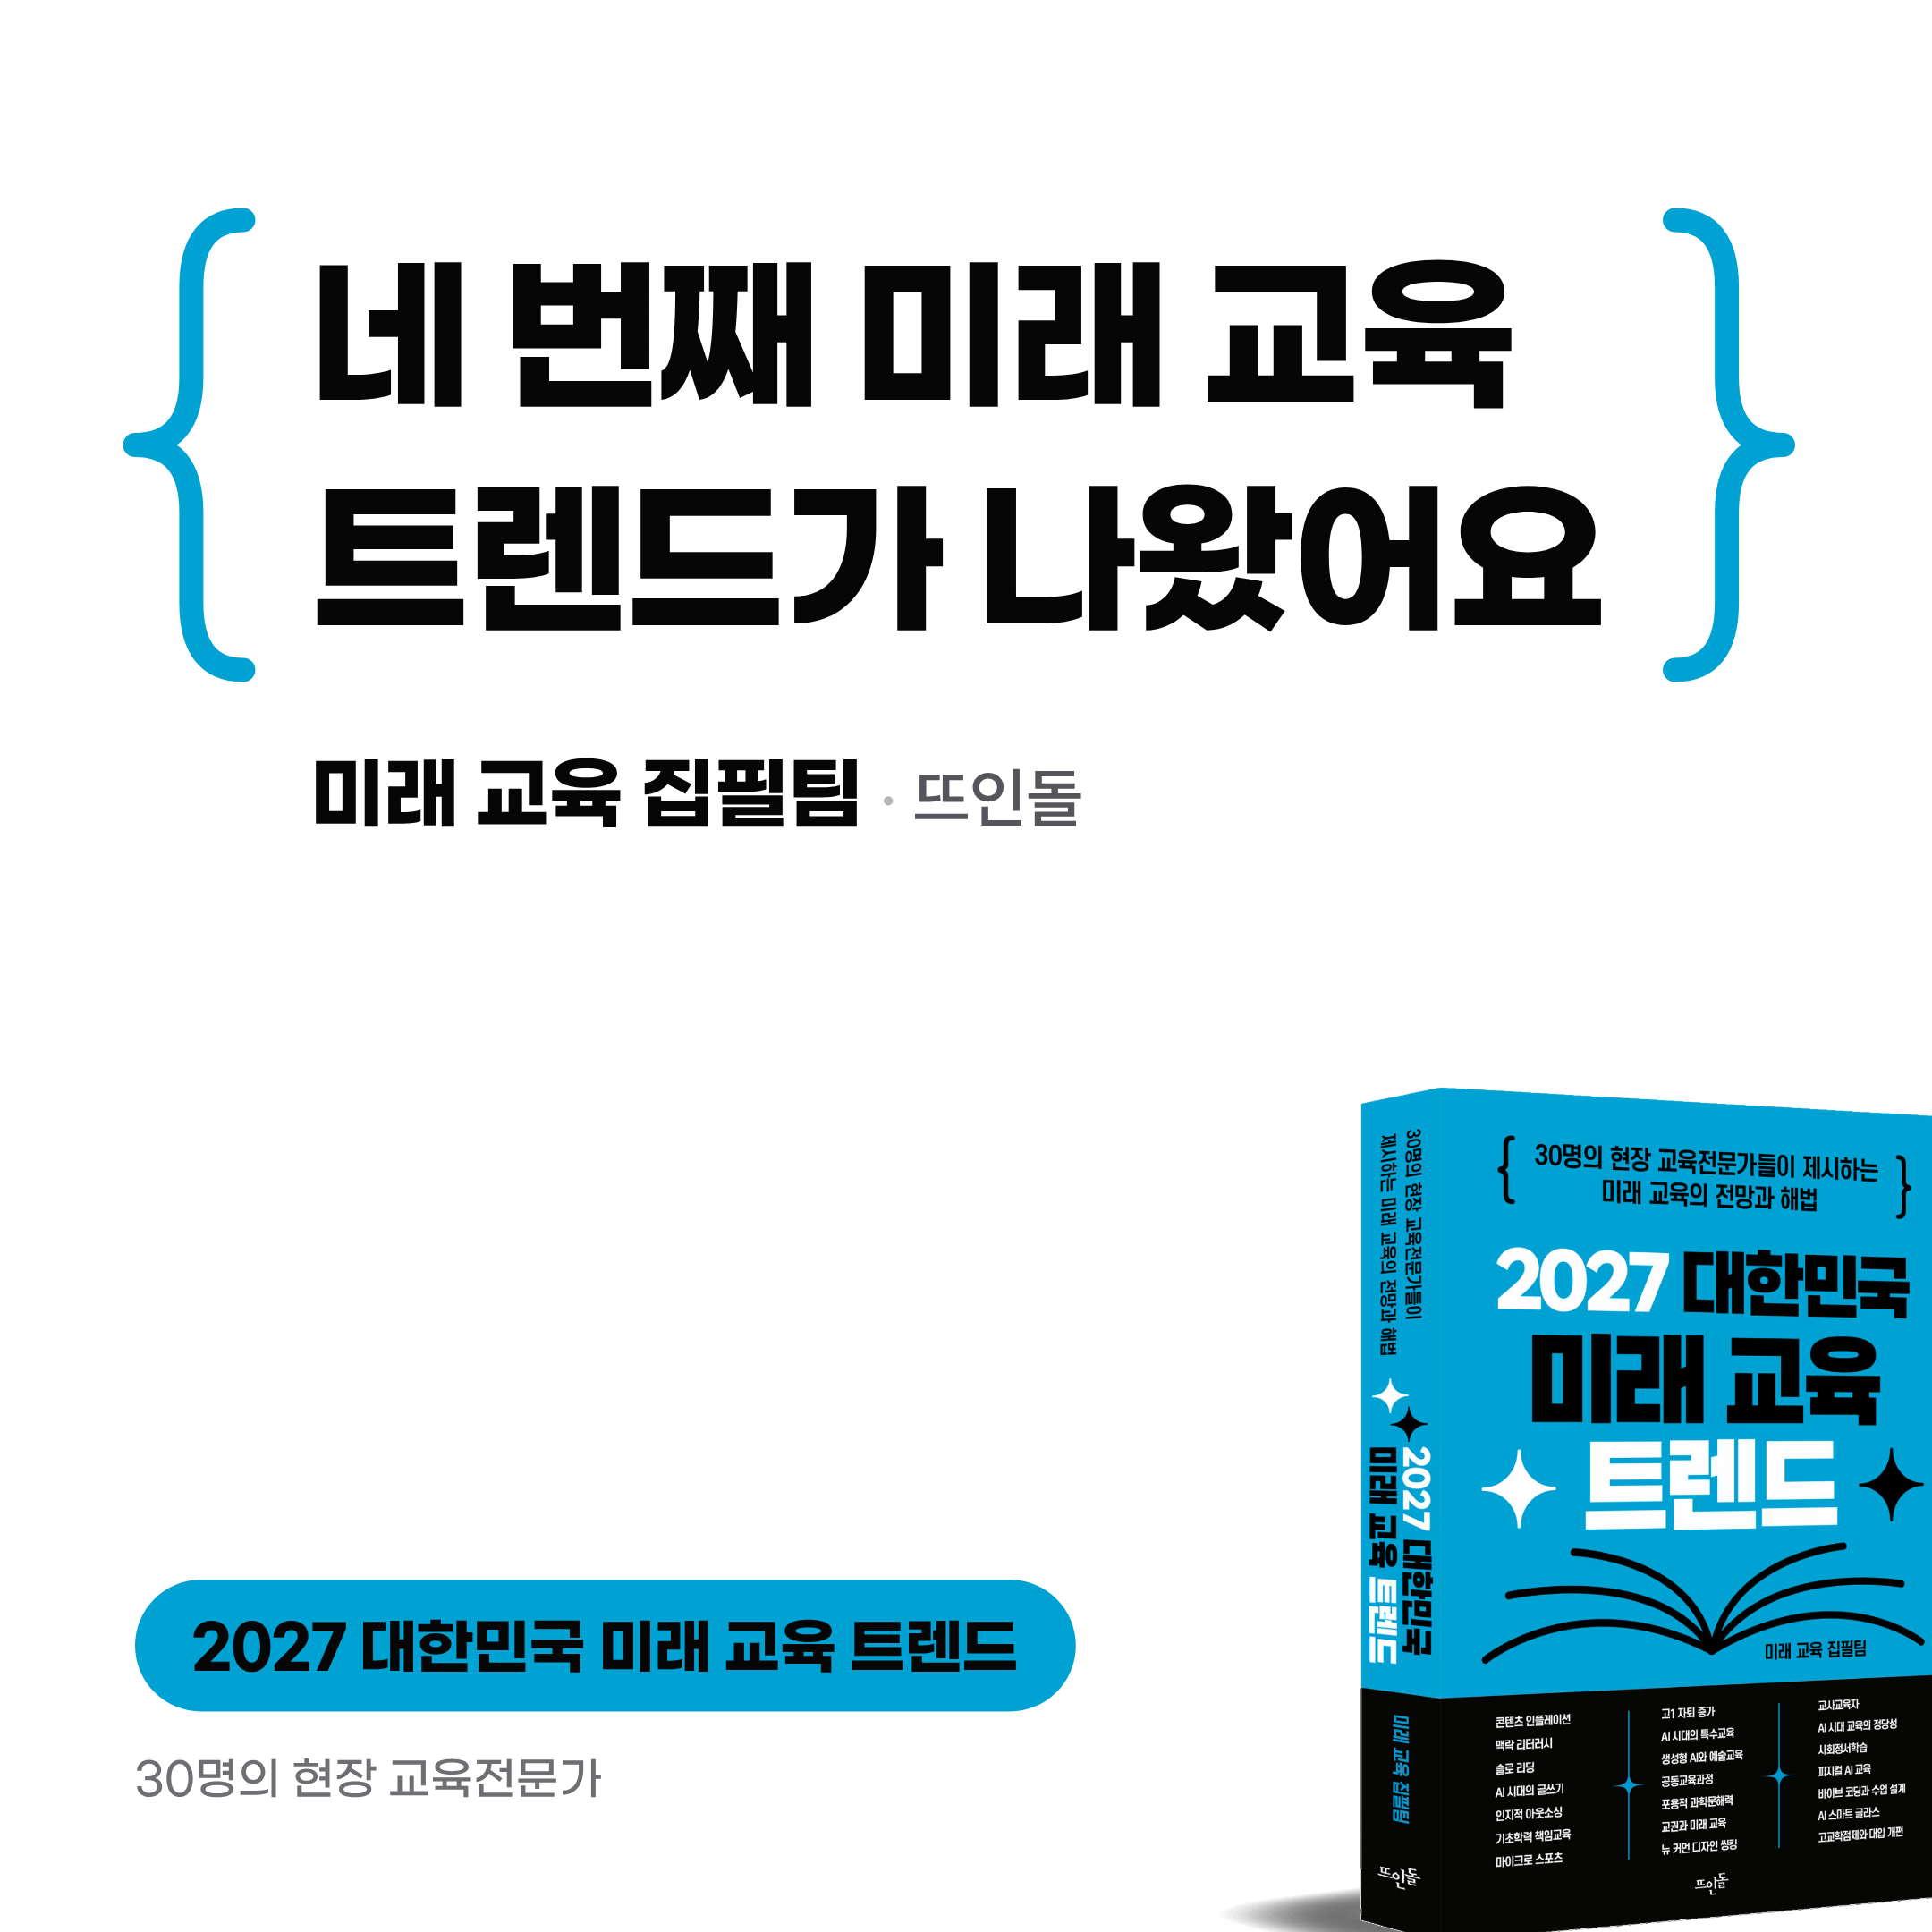 네 번째 미래 교육
트렌드가 나왔어요
미래 교육 집필팀 · 뜨인돌
30명의 현장 교육전문가들이
제시하는 미래 교육의 전망과 해법
2027 대한민국
미래 교육 트렌드
미래 교육 집필팀
뜨인돌
{ 30명의 현장 교육전문가들이 제시하는
미래 교육의 전망과 해법 }
2027 대한민국
미래 교육
트렌드
미래 교육 집필팀
콘텐츠 인플레이션
맥락 리터러시
슬로 리딩
AI 시대의 글쓰기
인지적 아웃소싱
기초학력 책임교육
마이크로 스포츠
고1 자퇴 증가
AI 시대의 특수교육
생성형 AI와 예술교육
공동교육과정
포용적 과학문해력
교권과 미래 교육
뉴 커먼 디자인 씽킹
교사교육자
AI 시대 교육의 정당성
사회정서학습
피지컬 AI 교육
바이브 코딩과 수업 설계
AI 스마트 글라스
고교학점제와 대입 개편
뜨인돌
2027 대한민국 미래 교육 트렌드
30명의 현장 교육전문가